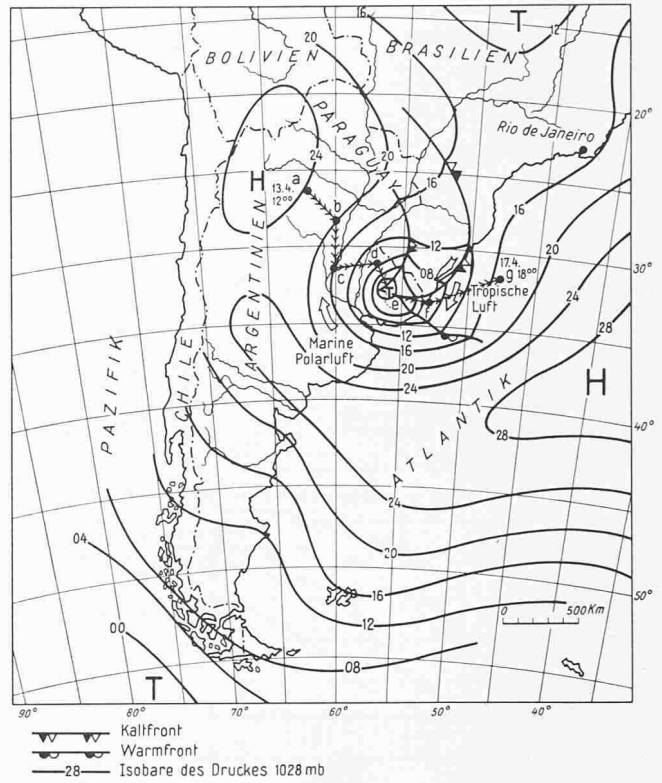 16
T
20
BOLIVIEN
BRASILIEN
16
12
20°
PARAGUAY
Rio de Janeiro
24
20
H
a
13.4.
12⁰⁰
b
16
16
ARGENTINIEN
12
20
17.4.
30°
c
d
08
g 18⁰⁰
T
e
f
Tropische
Luft
24
Marine
Polarluft
12
16
20
28
24
PAZIFIK
CHILE
H
ATLANTIK
28
40°
24
04
20
16
50°
0 500 Km
12
00
08
T
90° 80° 70° 60° 50° 40°
Kaltfront
Warmfront
28 Isobare des Druckes 1028 mb